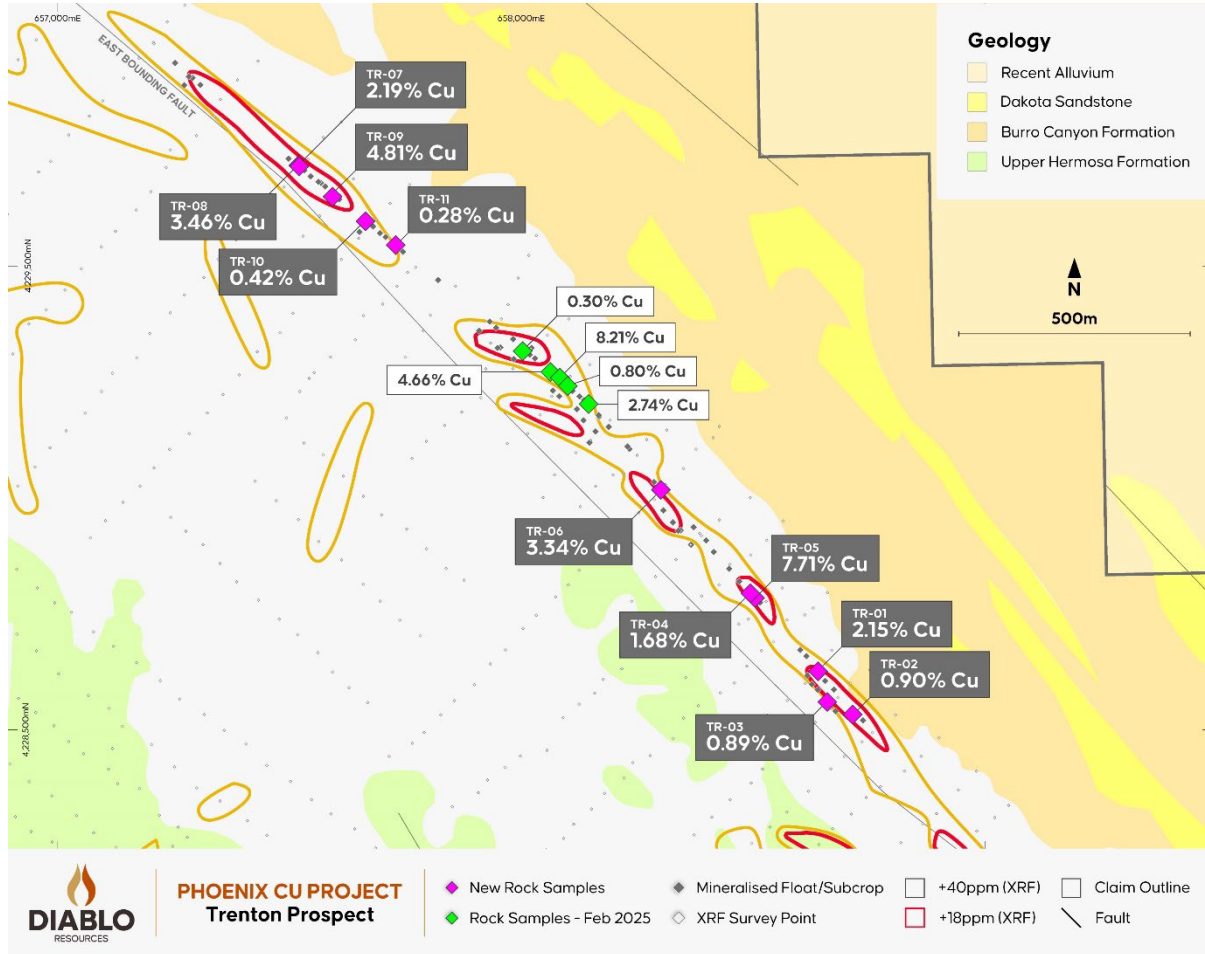 657,000mE
658,000mE
EAST BOUNDING FAULT
Geology
Recent Alluvium
Dakota Sandstone
Burro Canyon Formation
Upper Hermosa Formation
TR-07
2.19% Cu
TR-09
4.81% Cu
TR-08
3.46% Cu
TR-11
0.28% Cu
TR-10
0.42% Cu
4,229,500mN
N
500m
0.30% Cu
8.21% Cu
4.66% Cu
0.80% Cu
2.74% Cu
TR-06
3.34% Cu
TR-05
7.71% Cu
TR-04
1.68% Cu
TR-01
2.15% Cu
TR-02
0.90% Cu
TR-03
0.89% Cu
4,228,500mN
DIABLO
RESOURCES
PHOENIX CU PROJECT
Trenton Prospect
New Rock Samples
Rock Samples - Feb 2025
Mineralised Float/Subcrop
XRF Survey Point
+40ppm (XRF)
+18ppm (XRF)
Claim Outline
Fault